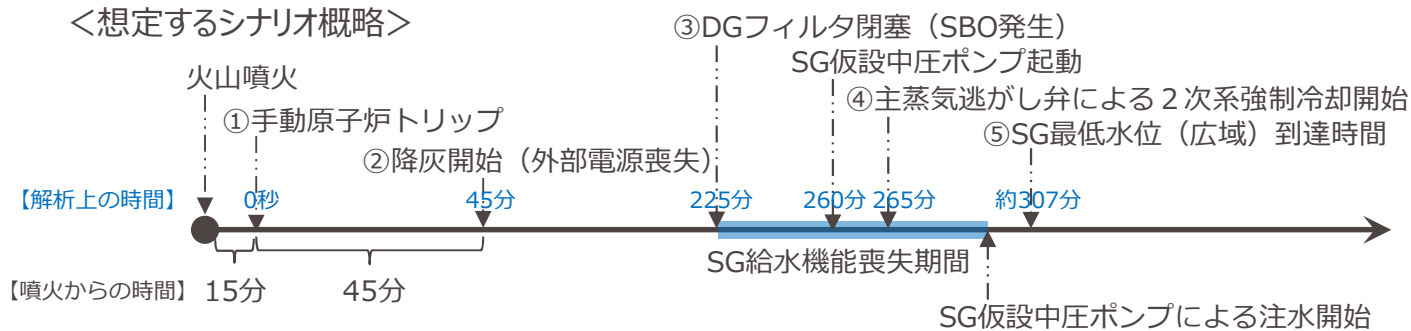 ＜想定するシナリオ概略＞
③DGフィルタ閉塞（SBO発生）
SG仮設中圧ポンプ起動
火山噴火
④主蒸気逃がし弁による２次系強制冷却開始
①手動原子炉トリップ
⑤SG最低水位（広域）到達時間
②降灰開始（外部電源喪失）
【解析上の時間】 0秒 45分 225分 260分 265分 約307分
SG給水機能喪失期間
【噴火からの時間】 15分 45分
SG仮設中圧ポンプによる注水開始